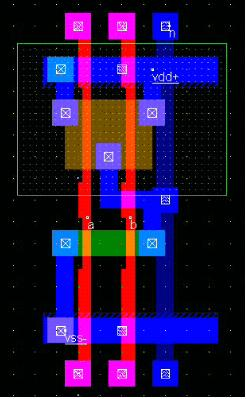 n
vdd+
a b
vss-